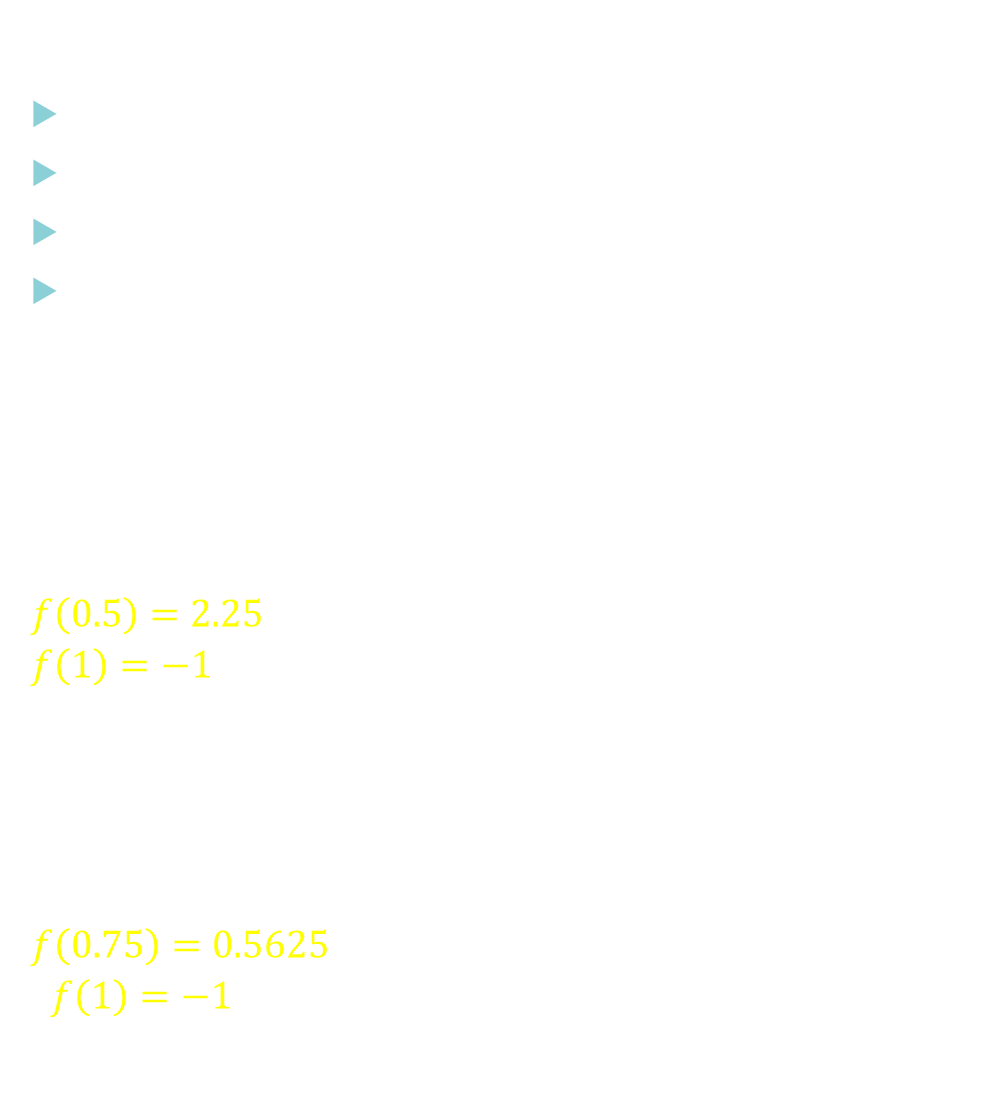 f(0.5) = 2.25
f(1) = −1
f(0.75) = 0.5625
f(1) = −1